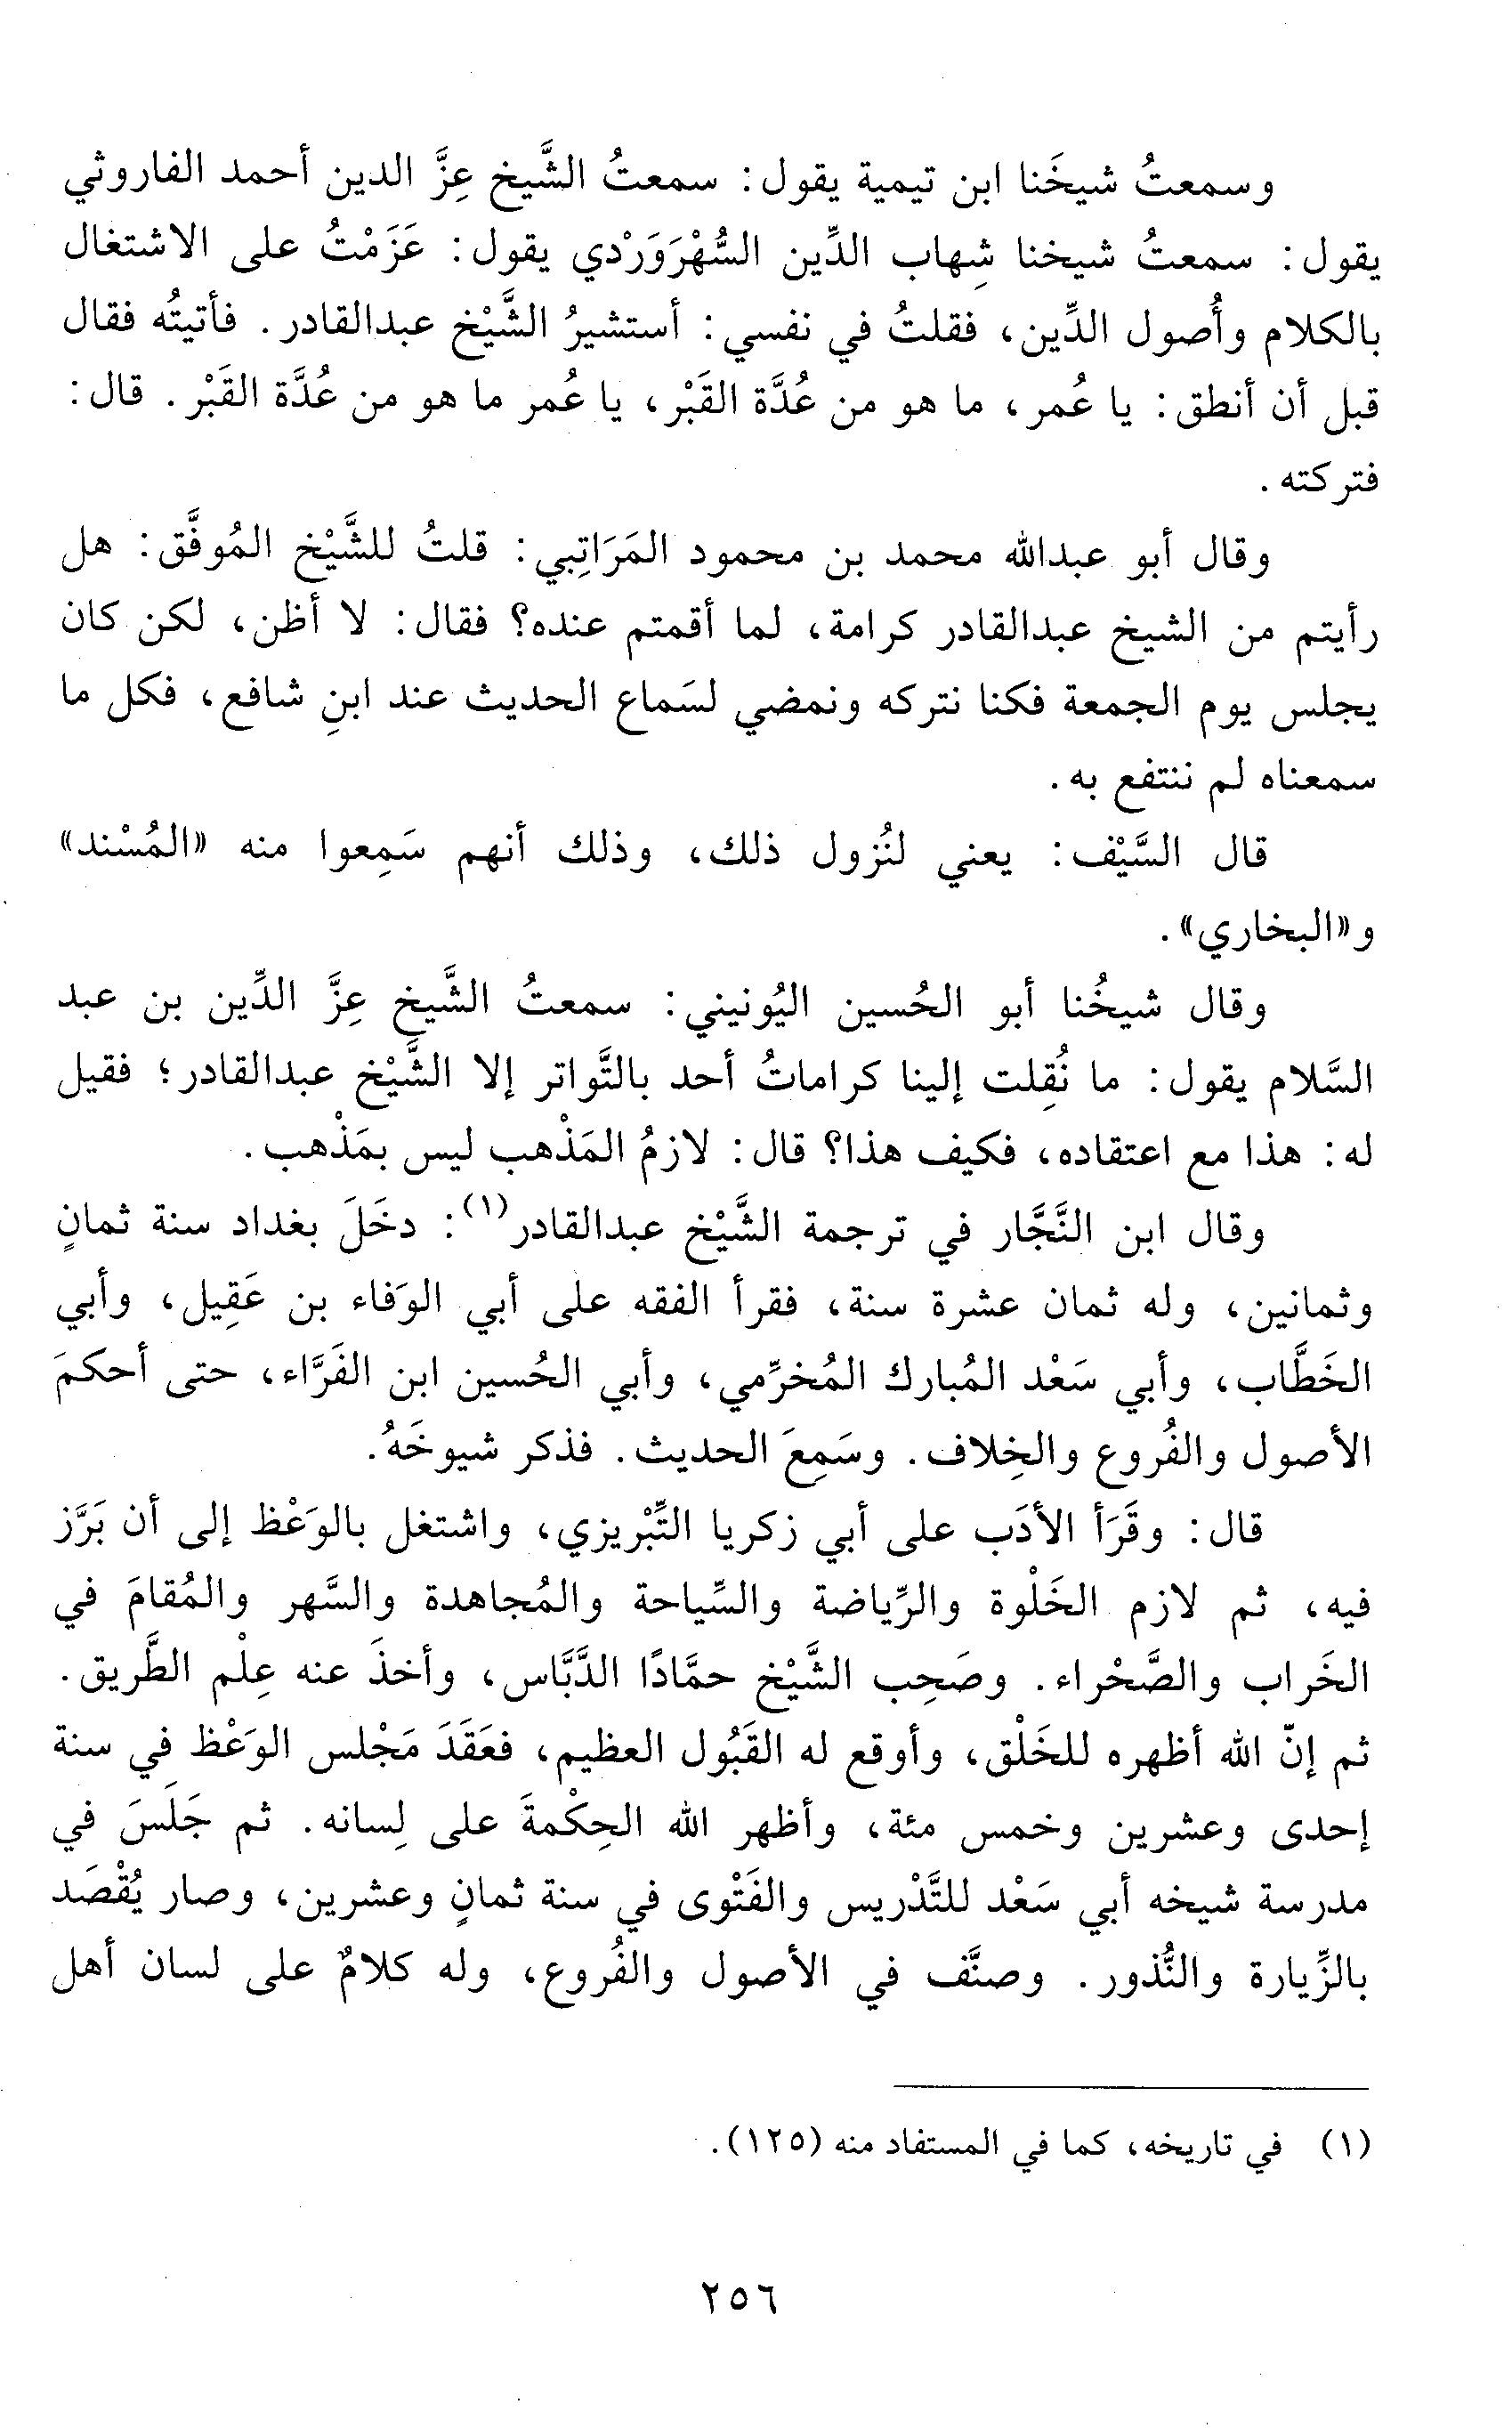 وسمعتُ شيخَنا ابن تيمية يقول: سمعتُ الشَّيخ عِزَّ الدين أحمد الفاروثي
يقول: سمعتُ شيخنا شِهاب الدِّين السُّهْرَوَرْدي يقول: عَزَمْتُ على الاشتغال
بالكلام وأُصول الدِّين، فقلتُ في نفسي: أستشيرُ الشَّيْخ عبدالقادر. فأتيتُه فقال
قبل أن أنطق: يا عُمر، ما هو من عُدَّة القَبْر، يا عُمر ما هو من عُدَّة القَبْر. قال:
فتركته.
وقال أبو عبدالله محمد بن محمود المَرَاتِبي: قلتُ للشَّيْخ المُوفَّق: هل
رأيتم من الشيخ عبدالقادر كرامة، لما أقمتم عنده؟ فقال: لا أظن، لكن كان
يجلس يوم الجمعة فكنا نتركه ونمضي لسَماع الحديث عند ابنِ شافع، فكل ما
سمعناه لم ننتفع به.
قال السَّيْف: يعني لنُزول ذلك، وذلك أنهم سَمِعوا منه «المُسْند»
و«البخاري».
وقال شيخُنا أبو الحُسين اليُونيني: سمعتُ الشَّيخ عِزَّ الدِّين بن عبد
السَّلام يقول: ما نُقِلت إلينا كراماتُ أحد بالتَّواتر إلا الشَّيْخ عبدالقادر؛ فقيل
له: هذا مع اعتقاده، فكيف هذا؟ قال: لازمُ المَذْهب ليس بمَذْهب.
وقال ابن النَّجَّار في ترجمة الشَّيْخ عبدالقادر(١): دخَلَ بغداد سنة ثمانٍ
وثمانين، وله ثمان عشرة سنة، فقرأ الفقه على أبي الوَفاء بن عَقِيل، وأبي
الخَطَّاب، وأبي سَعْد المُبارك المُخرِّمي، وأبي الحُسين ابن الفَرَّاء، حتى أحكمَ
الأصول والفُروع والخِلاف. وسَمِعَ الحديث. فذكر شيوخَهُ.
قال: وقَرَأ الأدَب على أبي زكريا التِّبْريزي، واشتغل بالوَعْظ إلى أن بَرَّز
فيه، ثم لازم الخَلْوة والرِّياضة والسِّياحة والمُجاهدة والسَّهر والمُقامَ في
الخَراب والصَّحْراء. وصَحِب الشَّيْخ حمَّادًا الدَّبَّاس، وأخذَ عنه عِلْم الطَّريق.
ثم إنّ الله أظهره للخَلْق، وأوقع له القَبُول العظيم، فعَقَدَ مَجْلِس الوَعْظ في سنة
إحدى وعشرين وخمس مئة، وأظهر الله الحِكْمةَ على لِسانه. ثم جَلَسَ في
مدرسة شيخه أبي سَعْد للتَّدْريس والفَتْوى في سنة ثمانٍ وعشرين، وصار يُقْصَد
بالزِّيارة والنُّذور. وصنَّف في الأصول والفُروع، وله كلامٌ على لسان أهل
(١) في تاريخه، كما في المستفاد منه (١٢٥).
٢٥٦